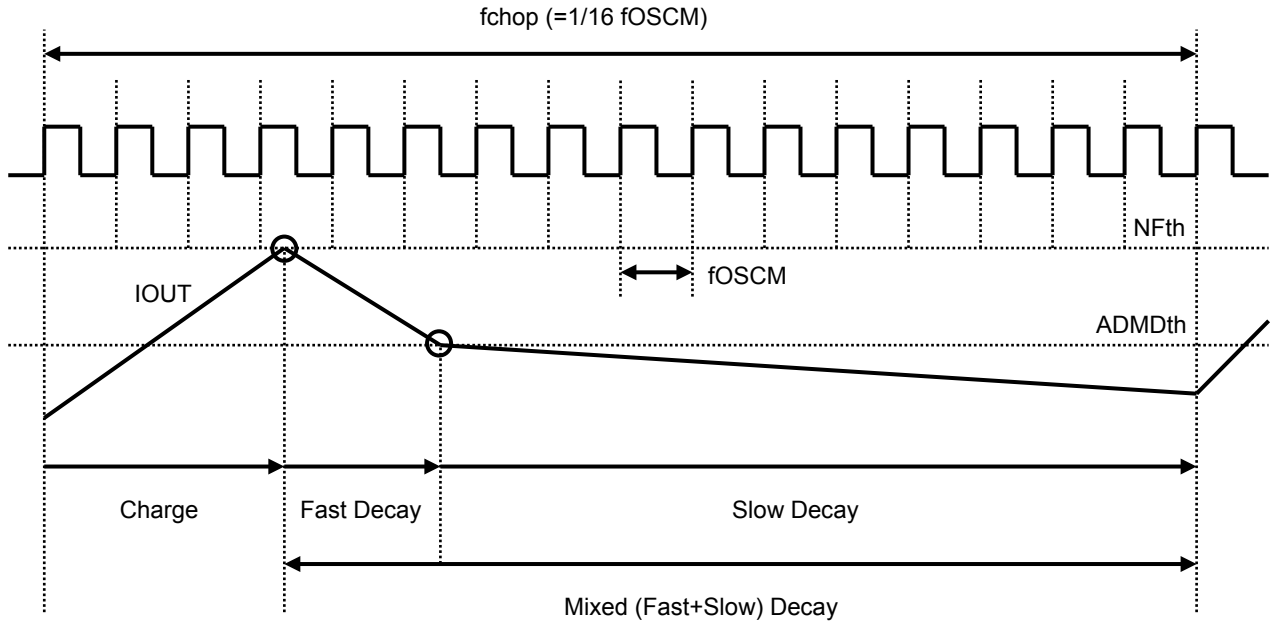 fchop (=1/16 fOSCM)
NFth
fOSCM
IOUT
ADMDth
Charge
Fast Decay
Slow Decay
Mixed (Fast+Slow) Decay